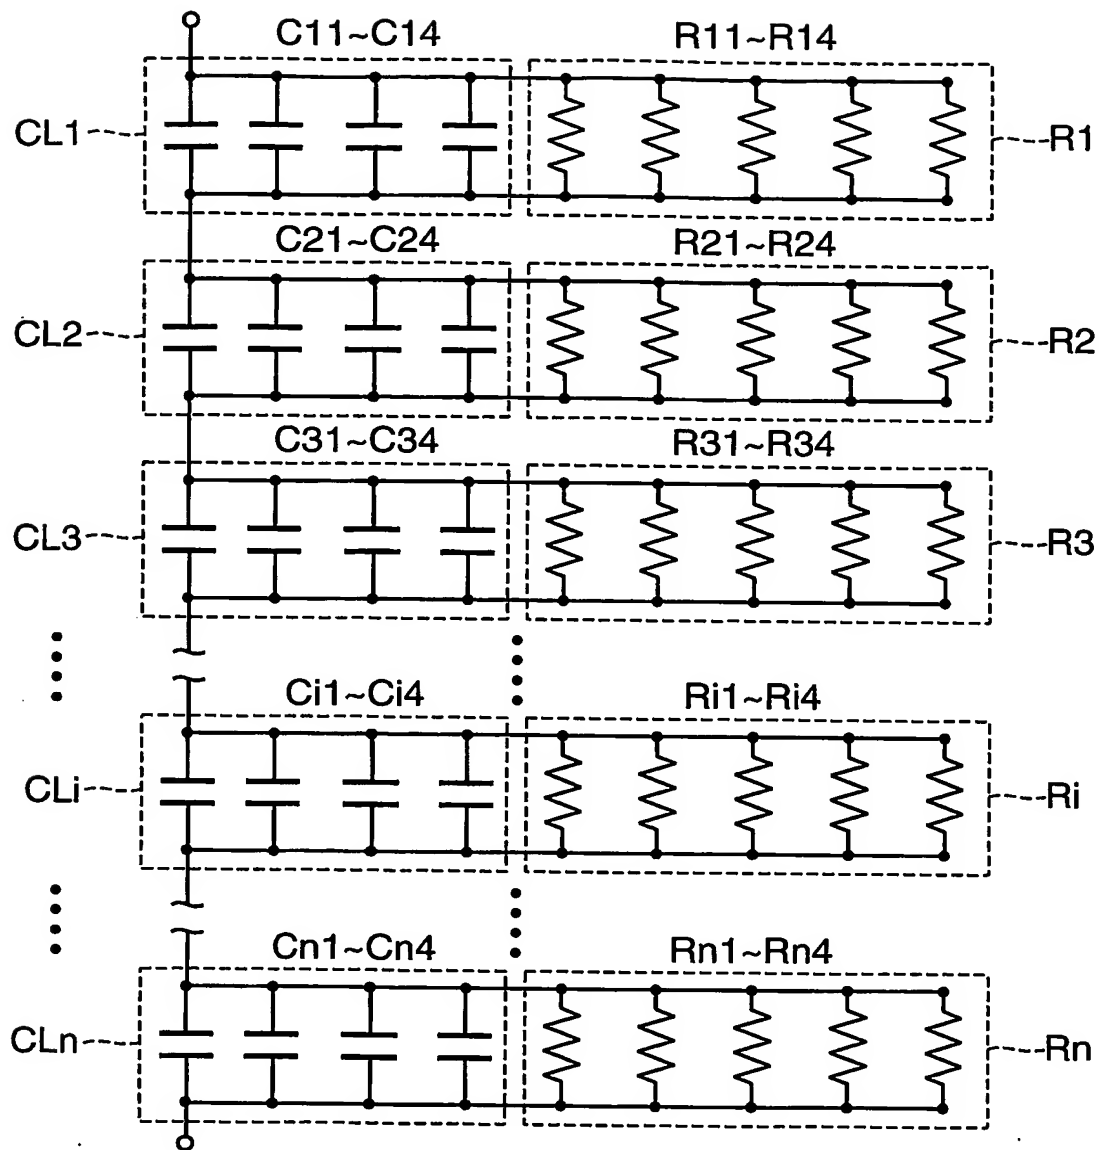 C11~C14 R11~R14
CL1 R1
C21~C24 R21~R24
CL2 R2
C31~C34 R31~R34
CL3 R3
Ci1~Ci4 Ri1~Ri4
CLi Ri
Cn1~Cn4 Rn1~Rn4
CLn Rn